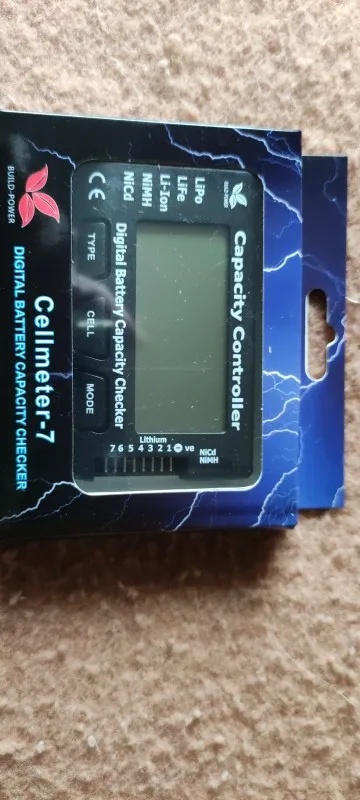 Capacity Controller
LiPo
LiFe
Li-Ion
NiMH
NiCd
CE
Digital Battery Capacity Checker
TYPE
CELL
MODE
Lithium
7 6 5 4 3 2 1 ⊖ ve
NiCd
NiMH
BUILD-POWER
Cellmeter-7
DIGITAL BATTERY CAPACITY CHECKER